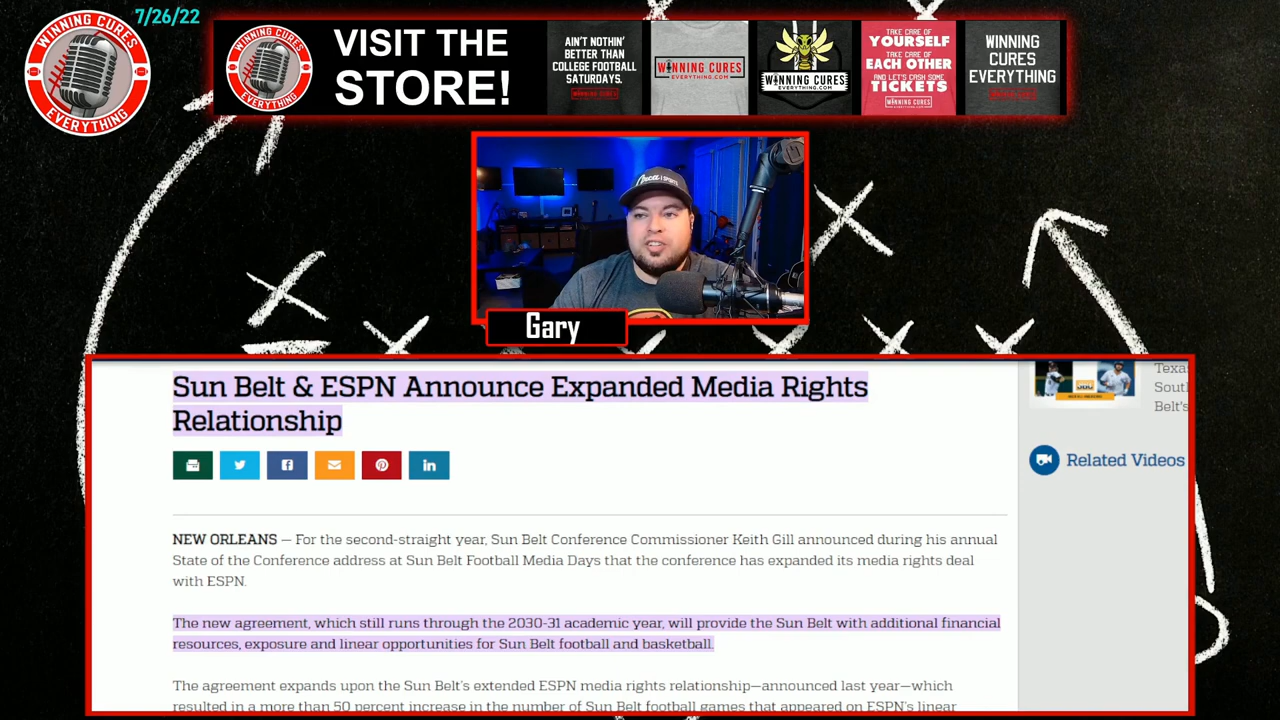 7/26/22
WINNING CURES
EVERYTHING
WINNING CURES
EVERYTHING
VISIT THE
STORE!
AIN'T NOTHIN'
BETTER THAN
COLLEGE FOOTBALL
SATURDAYS.
WINNING CURES
WINNING CURES
EVERYTHING.COM
WINNING CURES
EVERYTHING.COM
TAKE CARE OF
YOURSELF
TAKE CARE OF
EACH OTHER
AND LET'S CASH SOME
TICKETS
WINNING CURES
WINNING
CURES
EVERYTHING
Gary
Sun Belt & ESPN Announce Expanded Media Rights
Relationship
NEW ORLEANS — For the second-straight year, Sun Belt Conference Commissioner Keith Gill announced during his annual
State of the Conference address at Sun Belt Football Media Days that the conference has expanded its media rights deal
with ESPN.
The new agreement, which still runs through the 2030-31 academic year, will provide the Sun Belt with additional financial
resources, exposure and linear opportunities for Sun Belt football and basketball.
The agreement expands upon the Sun Belt's extended ESPN media rights relationship—announced last year—which
resulted in a more than 50 percent increase in the number of Sun Belt football games that appeared on ESPN's linear
Texa
Soutl
Belt's
Related Videos